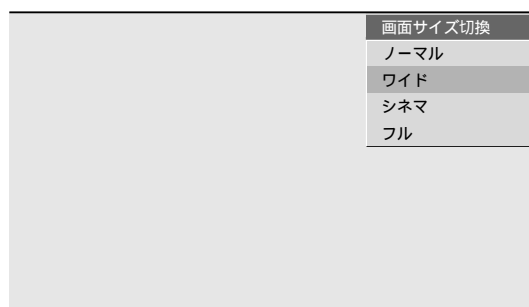 画面サイズ切換
ノーマル
ワイド
シネマ
フル